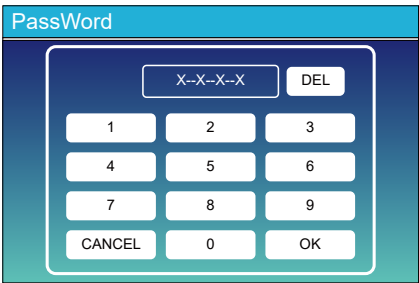 PassWord
X--X--X--X DEL
1 2 3
4 5 6
7 8 9
CANCEL 0 OK